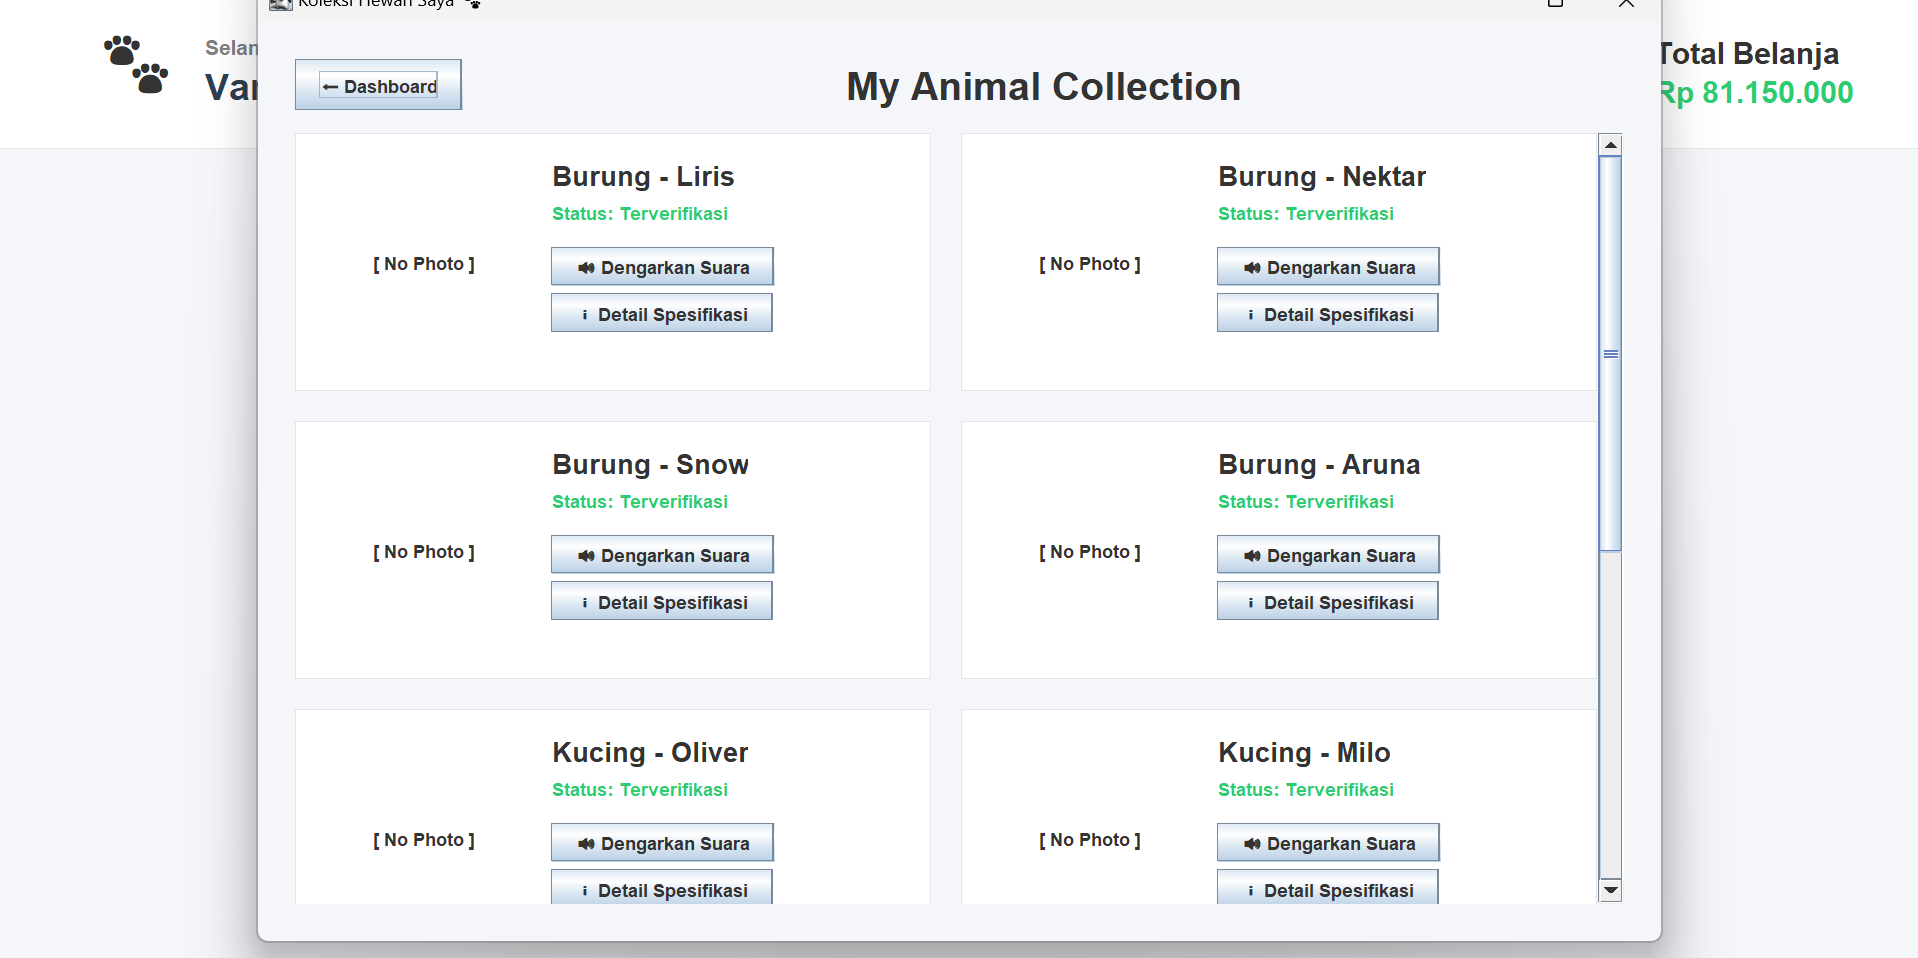 Koleksi Hewan Saya
← Dashboard
My Animal Collection
Total Belanja
Rp 81.150.000
Burung - Liris
Status: Terverifikasi
[ No Photo ]
Dengarkan Suara
i Detail Spesifikasi
Burung - Nektar
Status: Terverifikasi
[ No Photo ]
Dengarkan Suara
i Detail Spesifikasi
Burung - Snow
Status: Terverifikasi
[ No Photo ]
Dengarkan Suara
i Detail Spesifikasi
Burung - Aruna
Status: Terverifikasi
[ No Photo ]
Dengarkan Suara
i Detail Spesifikasi
Kucing - Oliver
Status: Terverifikasi
[ No Photo ]
Dengarkan Suara
i Detail Spesifikasi
Kucing - Milo
Status: Terverifikasi
[ No Photo ]
Dengarkan Suara
i Detail Spesifikasi